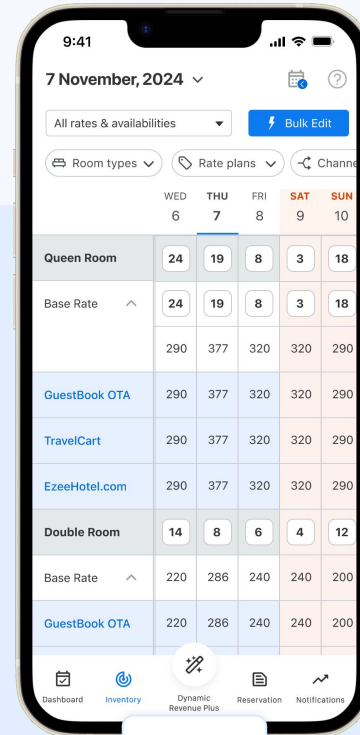 9:41
7 November, 2024
All rates & availabilities
Bulk Edit
Room types
Rate plans
Channe
WED THU FRI SAT SUN
6 7 8 9 10
Queen Room 24 19 8 3 18
Base Rate 24 19 8 3 18
290 377 320 320 290
GuestBook OTA 290 377 320 320 290
TravelCart 290 377 320 320 290
EzeeHotel.com 290 377 320 320 290
Double Room 14 8 6 4 12
Base Rate 220 286 240 240 200
GuestBook OTA 220 286 240 240 200
Dashboard Inventory Dynamic Revenue Plus Reservation Notifications